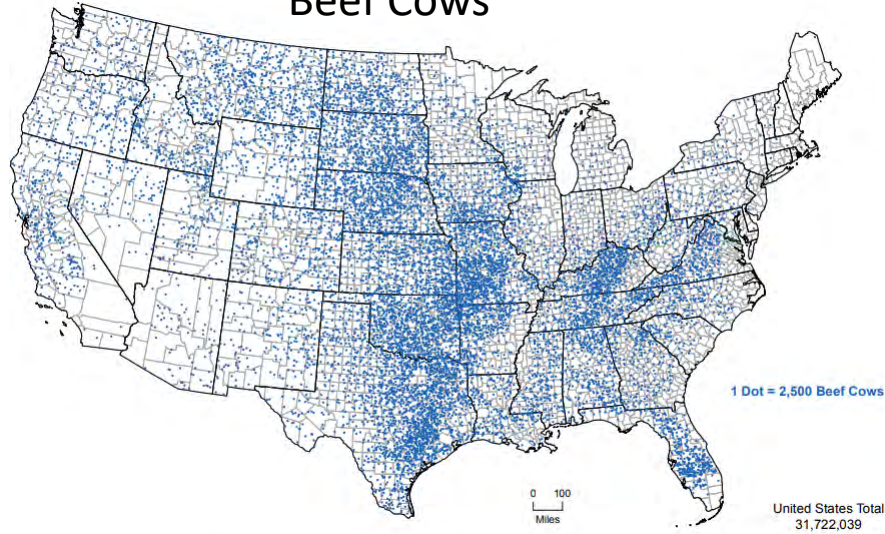 Beef Cows
1 Dot = 2,500 Beef Cows
0 100
Miles
United States Total
31,722,039